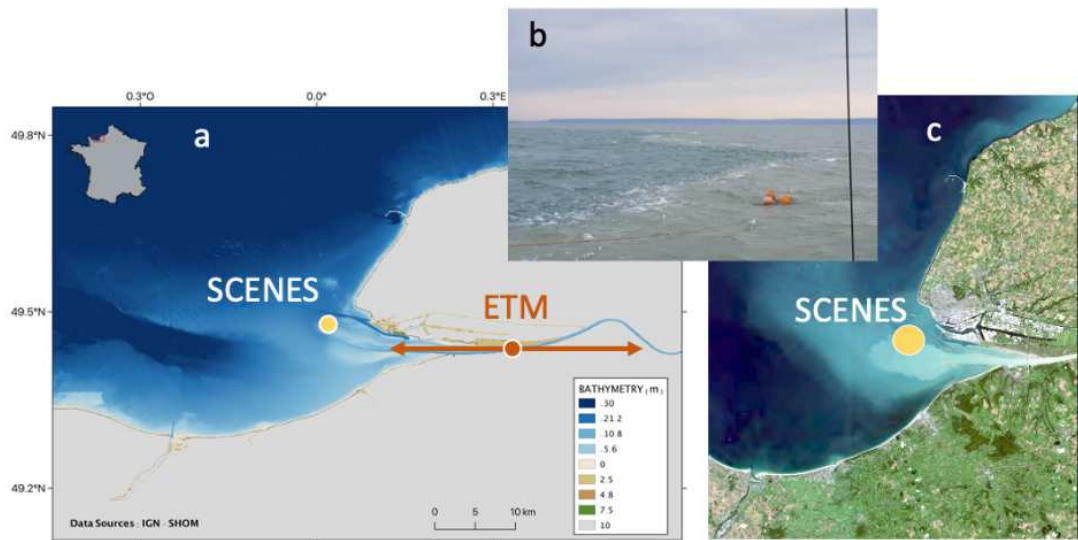 b
0.3°O
0.0°
0.3°E
49.8°N
a
c
SCENES
SCENES
ETM
49.5°N
BATHYMETRY (m)
-30
-21.2
-10.8
-5.6
0
2.5
4.8
7.5
10
49.2°N
0
10 km
Data Sources : IGN - SHOM